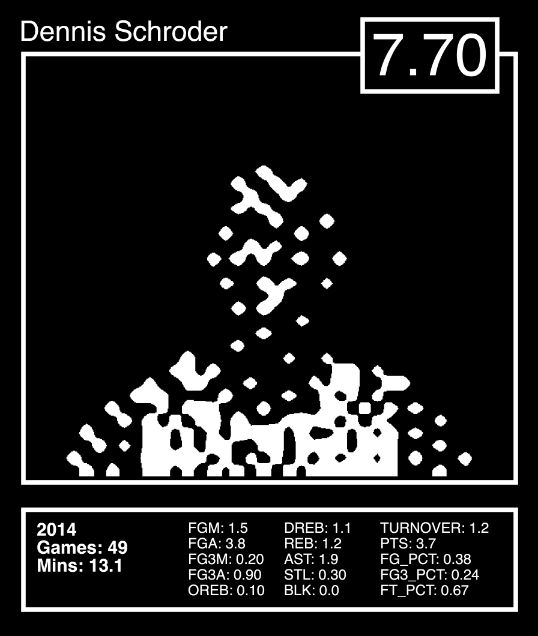 Dennis Schroder
7.70
2014
Games: 49
Mins: 13.1
FGM: 1.5
FGA: 3.8
FG3M: 0.20
FG3A: 0.90
OREB: 0.10
DREB: 1.1
REB: 1.2
AST: 1.9
STL: 0.30
BLK: 0.0
TURNOVER: 1.2
PTS: 3.7
FG_PCT: 0.38
FG3_PCT: 0.24
FT_PCT: 0.67